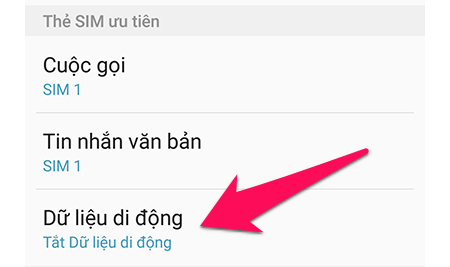 Thẻ SIM ưu tiên
Cuộc gọi
SIM 1
Tin nhắn văn bản
SIM 1
Dữ liệu di động
Tắt Dữ liệu di động